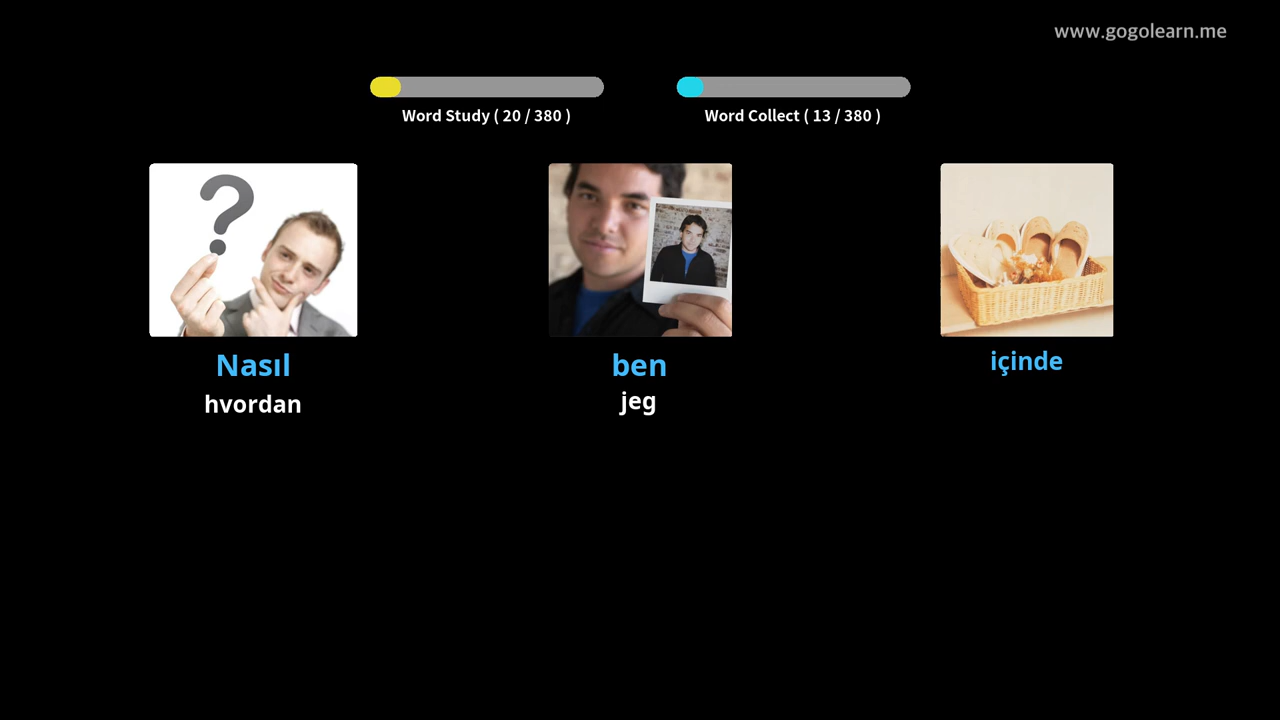 www.gogolearn.me
Word Study ( 20 / 380 )
Word Collect ( 13 / 380 )
?
Nasıl
ben
içinde
hvordan
jeg